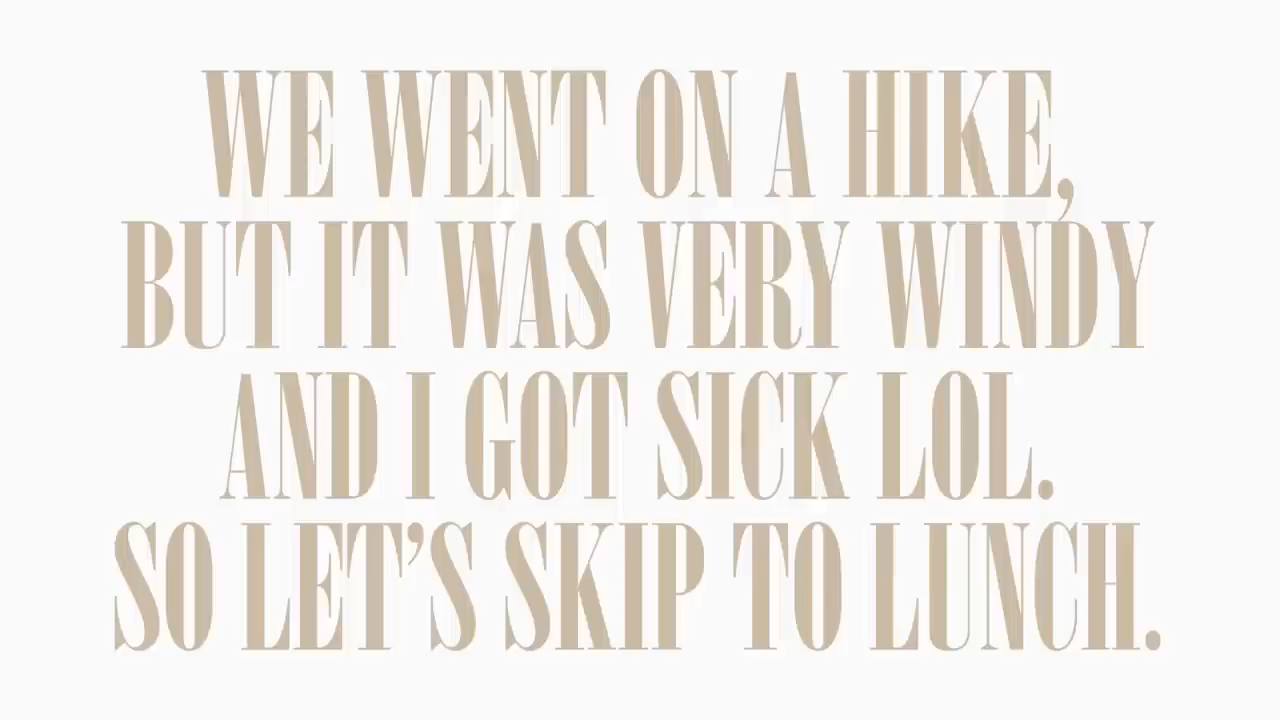 WE WENT ON A HIKE,
BUT IT WAS VERY WINDY
AND I GOT SICK LOL.
SO LET’S SKIP TO LUNCH.